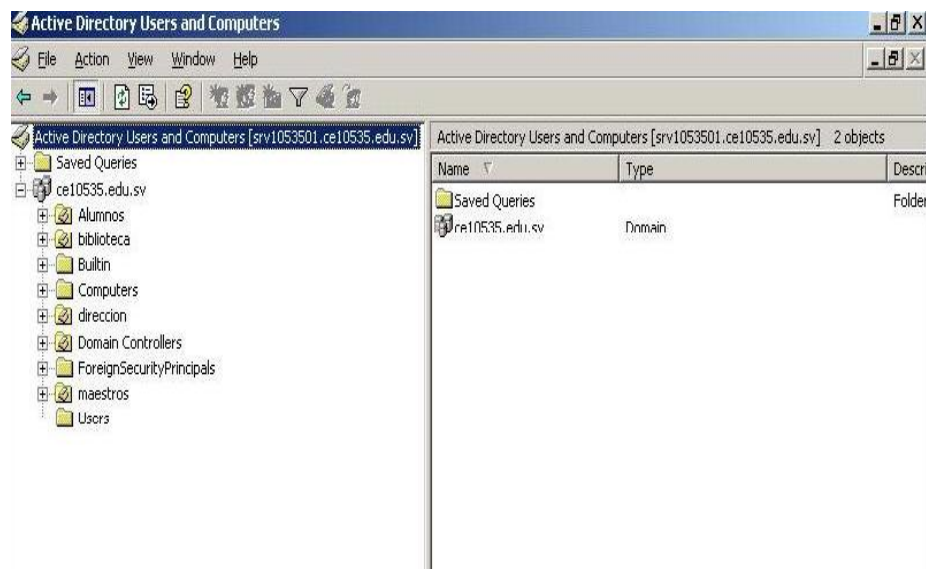 Active Directory Users and Computers
File Action View Window Help
Active Directory Users and Computers [srv1053501.ce10535.edu.sv]
Saved Queries
ce10535.edu.sv
Alumnos
biblioteca
Builtin
Computers
direccion
Domain Controllers
ForeignSecurityPrincipals
maestros
Users
Active Directory Users and Computers [srv1053501.ce10535.edu.sv] 2 objects
Name Type Descri
Saved Queries Folder
ce10535.edu.sv Domain